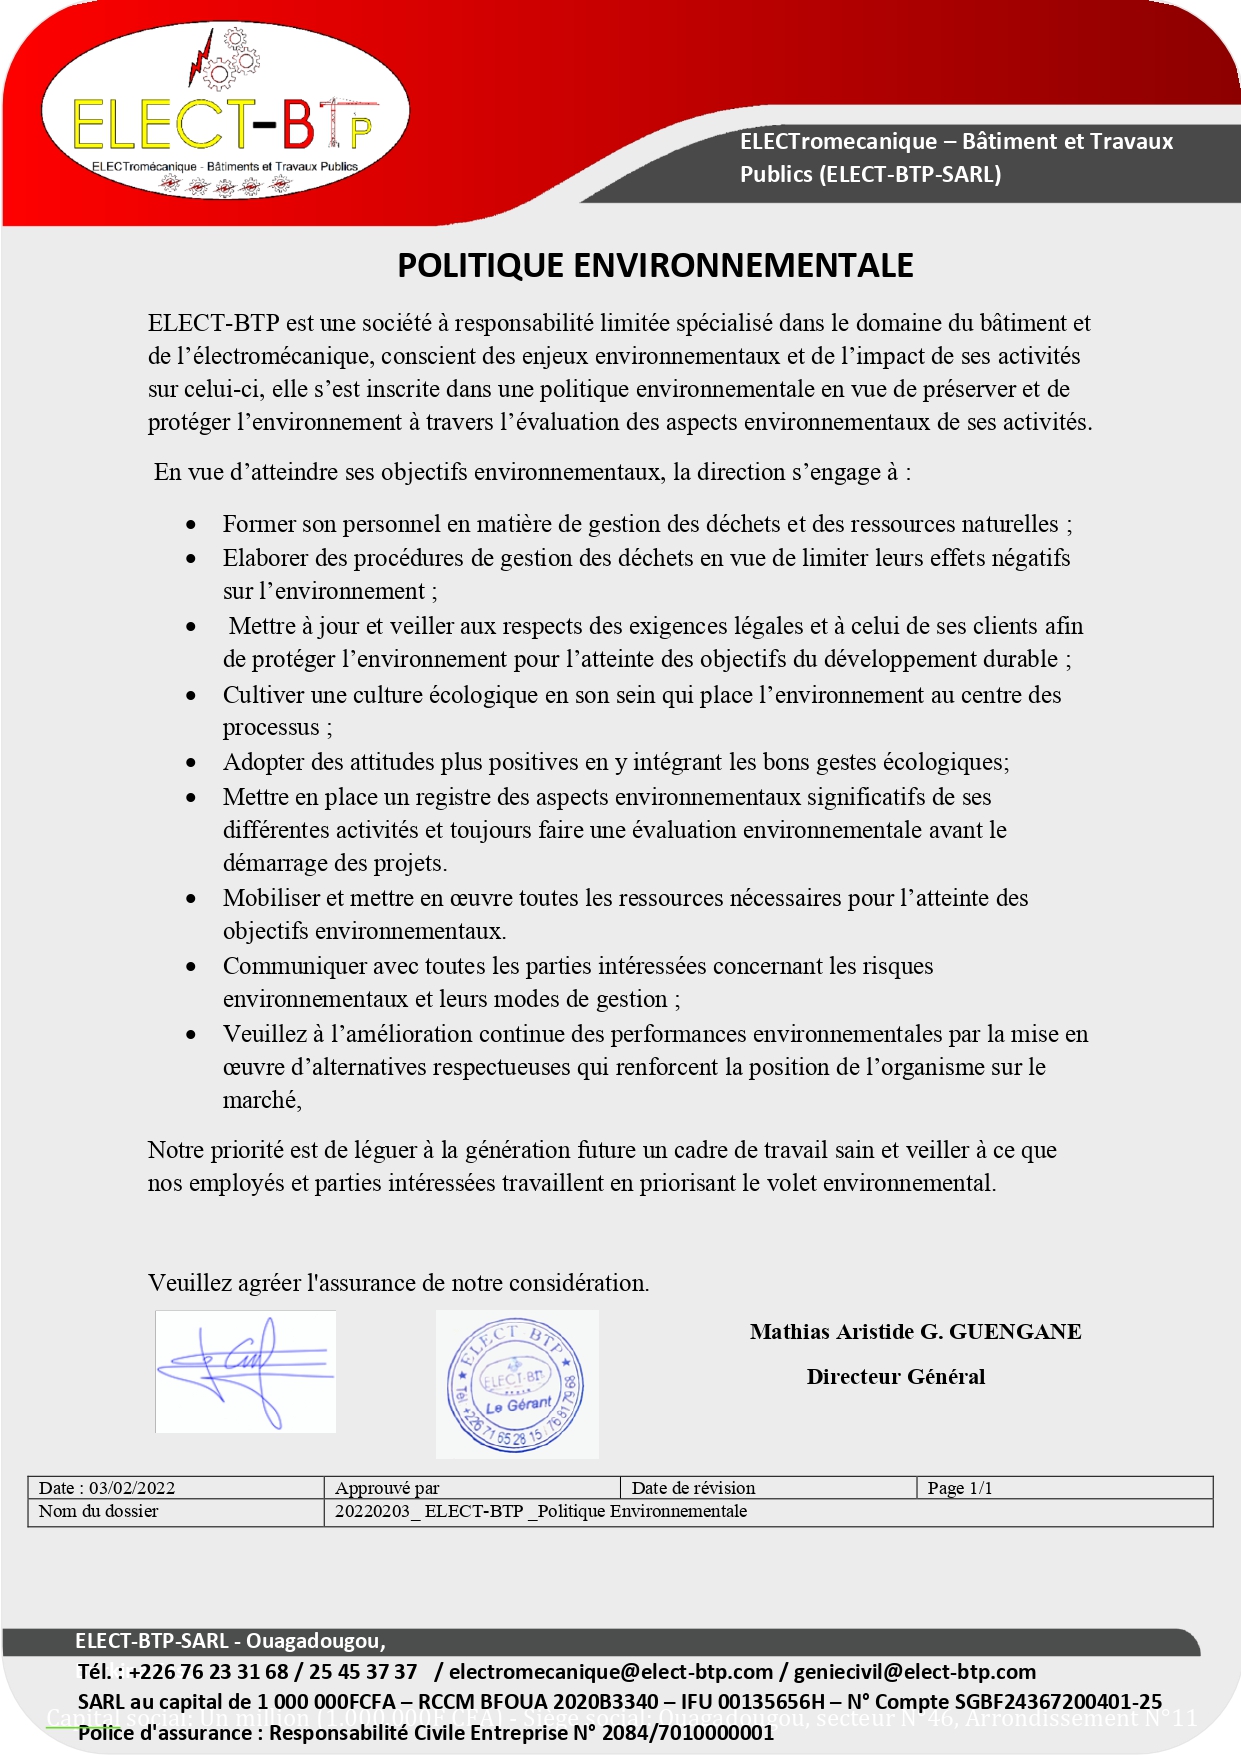 ELECT-BTP
ELECTromécanique - Bâtiments et Travaux Publics
ELECTromecanique – Bâtiment et Travaux
Publics (ELECT-BTP-SARL)
POLITIQUE ENVIRONNEMENTALE
ELECT-BTP est une société à responsabilité limitée spécialisé dans le domaine du bâtiment et
de l’électromécanique, conscient des enjeux environnementaux et de l’impact de ses activités
sur celui-ci, elle s’est inscrite dans une politique environnementale en vue de préserver et de
protéger l’environnement à travers l’évaluation des aspects environnementaux de ses activités.
En vue d’atteindre ses objectifs environnementaux, la direction s’engage à :
• Former son personnel en matière de gestion des déchets et des ressources naturelles ;
• Elaborer des procédures de gestion des déchets en vue de limiter leurs effets négatifs
sur l’environnement ;
• Mettre à jour et veiller aux respects des exigences légales et à celui de ses clients afin
de protéger l’environnement pour l’atteinte des objectifs du développement durable ;
• Cultiver une culture écologique en son sein qui place l’environnement au centre des
processus ;
• Adopter des attitudes plus positives en y intégrant les bons gestes écologiques;
• Mettre en place un registre des aspects environnementaux significatifs de ses
différentes activités et toujours faire une évaluation environnementale avant le
démarrage des projets.
• Mobiliser et mettre en œuvre toutes les ressources nécessaires pour l’atteinte des
objectifs environnementaux.
• Communiquer avec toutes les parties intéressées concernant les risques
environnementaux et leurs modes de gestion ;
• Veuillez à l’amélioration continue des performances environnementales par la mise en
œuvre d’alternatives respectueuses qui renforcent la position de l’organisme sur le
marché,
Notre priorité est de léguer à la génération future un cadre de travail sain et veiller à ce que
nos employés et parties intéressées travaillent en priorisant le volet environnemental.
Veuillez agréer l'assurance de notre considération.
ELECT BTP
ELECT-BTP
Le Gérant
Tél +226 71 65 28 15 / 76 81 79 68
Mathias Aristide G. GUENGANE
Directeur Général
Date : 03/02/2022 Approuvé par Date de révision Page 1/1
Nom du dossier 20220203_ ELECT-BTP _Politique Environnementale
ELECT-BTP-SARL - Ouagadougou,
Tél. : +226 76 23 31 68 / 25 45 37 37 / electromecanique@elect-btp.com / geniecivil@elect-btp.com
SARL au capital de 1 000 000FCFA – RCCM BFOUA 2020B3340 – IFU 00135656H – N° Compte SGBF24367200401-25
Capital social: Un million (1.000.000F CFA) - Siège social: Ouagadougou, secteur N°46, Arrondissement N°11
Police d'assurance : Responsabilité Civile Entreprise N° 2084/7010000001